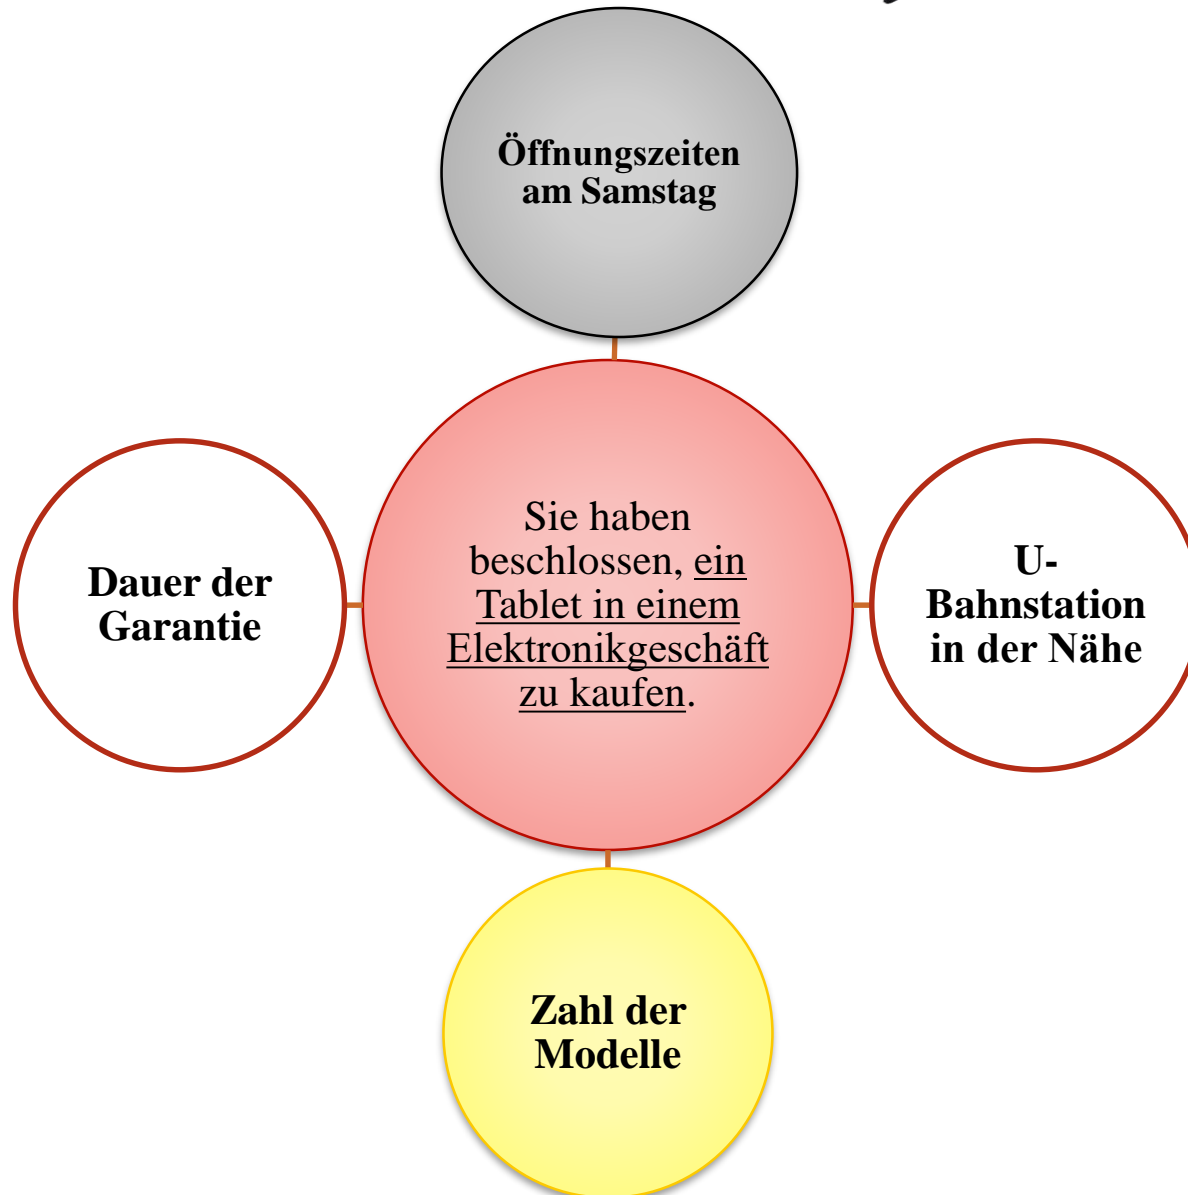 Öffnungszeiten
am Samstag
Dauer der
Garantie
Sie haben
beschlossen, ein
Tablet in einem
Elektronikgeschäft
zu kaufen.
U-
Bahnstation
in der Nähe
Zahl der
Modelle